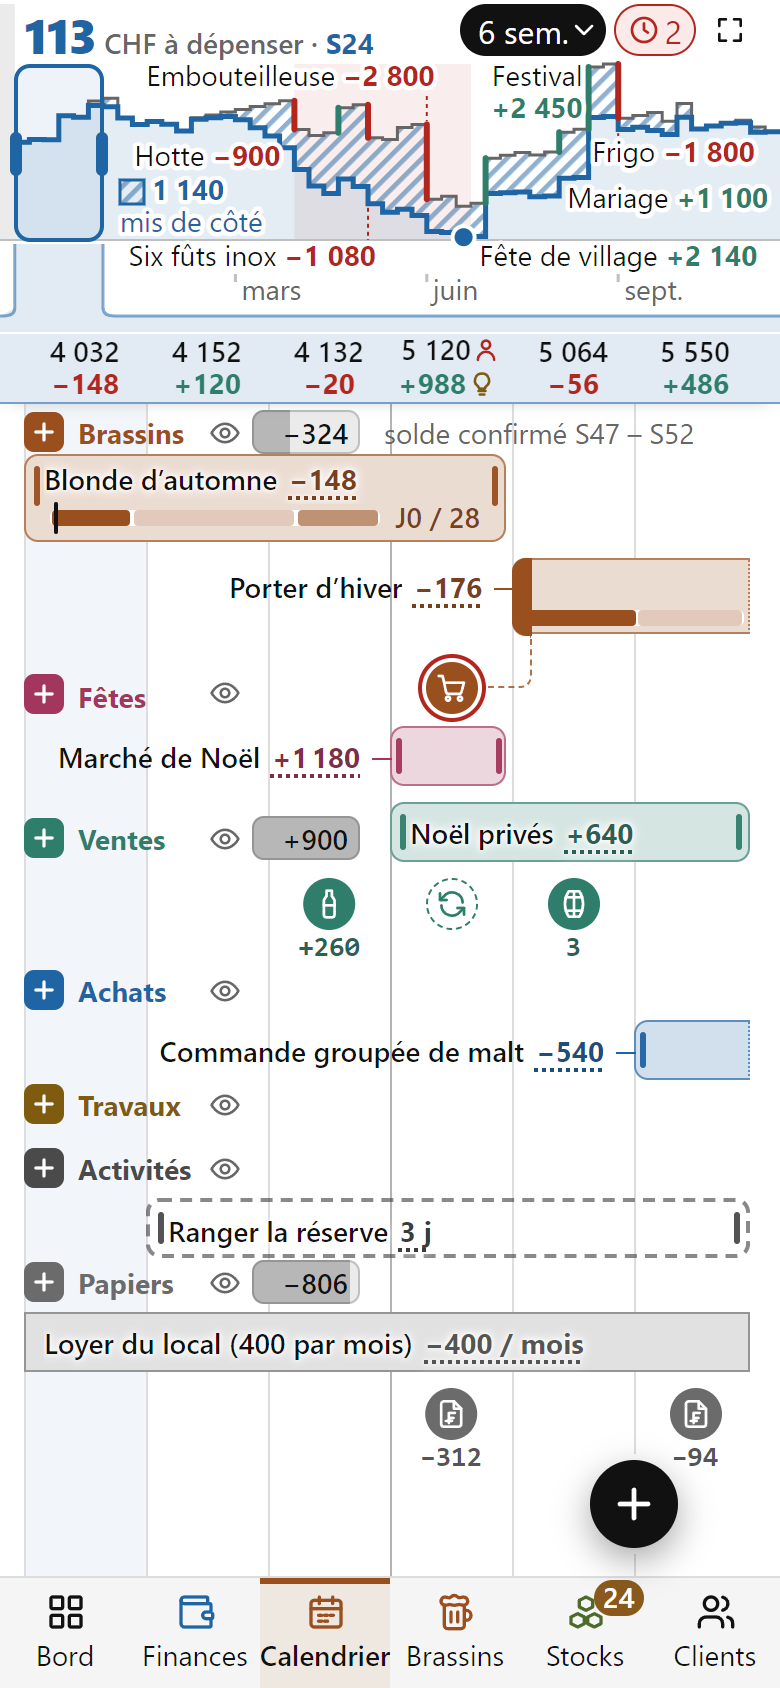 113 CHF à dépenser · S24
6 sem.
2
Embouteilleuse −2 800
Festival +2 450
Hotte −900
Frigo −1 800
1 140
mis de côté
Mariage +1 100
Six fûts inox −1 080
Fête de village +2 140
mars
juin
sept.
4 032
4 152
4 132
5 120
5 064
5 550
−148
+120
−20
+988
−56
+486
Brassins
−324
solde confirmé S47 – S52
Blonde d’automne −148
J0 / 28
Porter d’hiver −176
Fêtes
Marché de Noël +1 180
Ventes
+900
Noël privés +640
+260
3
Achats
Commande groupée de malt −540
Travaux
Activités
Ranger la réserve 3 j
Papiers
−806
Loyer du local (400 par mois) −400 / mois
−312
−94
24
Bord
Finances
Calendrier
Brassins
Stocks
Clients